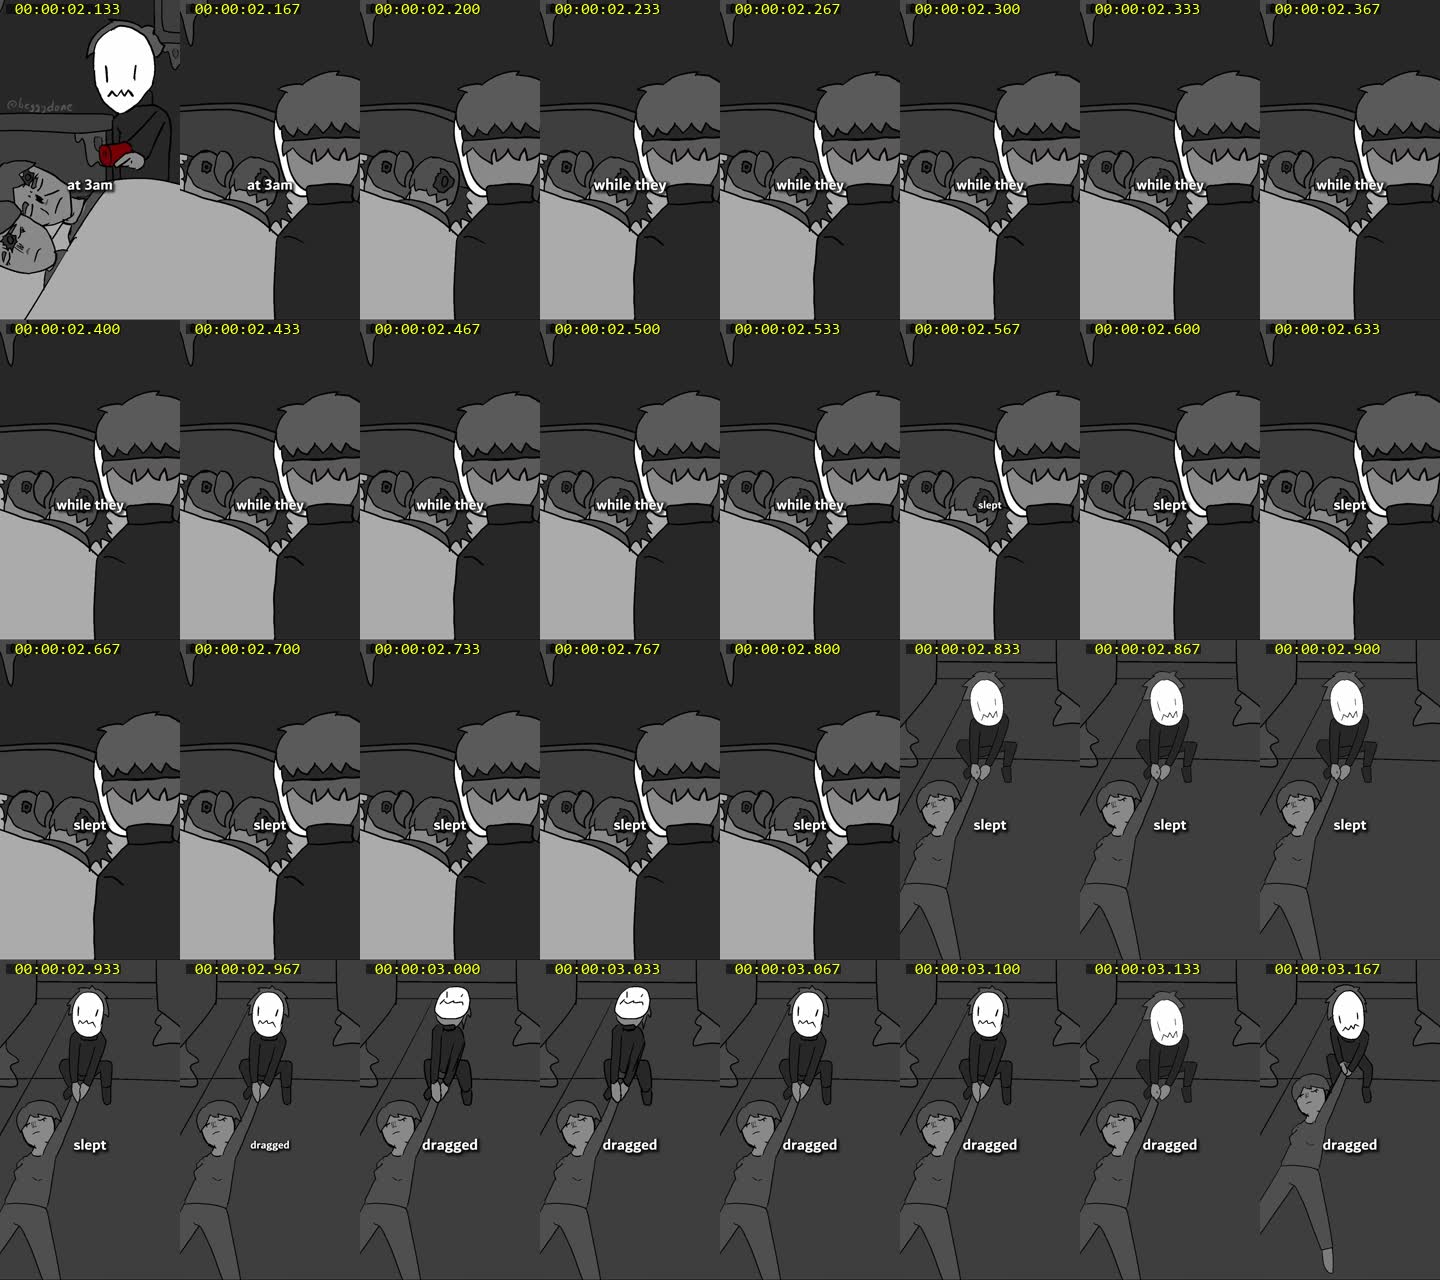 00:00:02.133
00:00:02.167
00:00:02.200
00:00:02.233
00:00:02.267
00:00:02.300
00:00:02.333
00:00:02.367
@beggydone
at 3am
at 3am
while they
while they
while they
while they
while they
00:00:02.400
00:00:02.433
00:00:02.467
00:00:02.500
00:00:02.533
00:00:02.567
00:00:02.600
00:00:02.633
while they
while they
while they
while they
while they
slept
slept
slept
00:00:02.667
00:00:02.700
00:00:02.733
00:00:02.767
00:00:02.800
00:00:02.833
00:00:02.867
00:00:02.900
slept
slept
slept
slept
slept
slept
slept
slept
00:00:02.933
00:00:02.967
00:00:03.000
00:00:03.033
00:00:03.067
00:00:03.100
00:00:03.133
00:00:03.167
slept
dragged
dragged
dragged
dragged
dragged
dragged
dragged